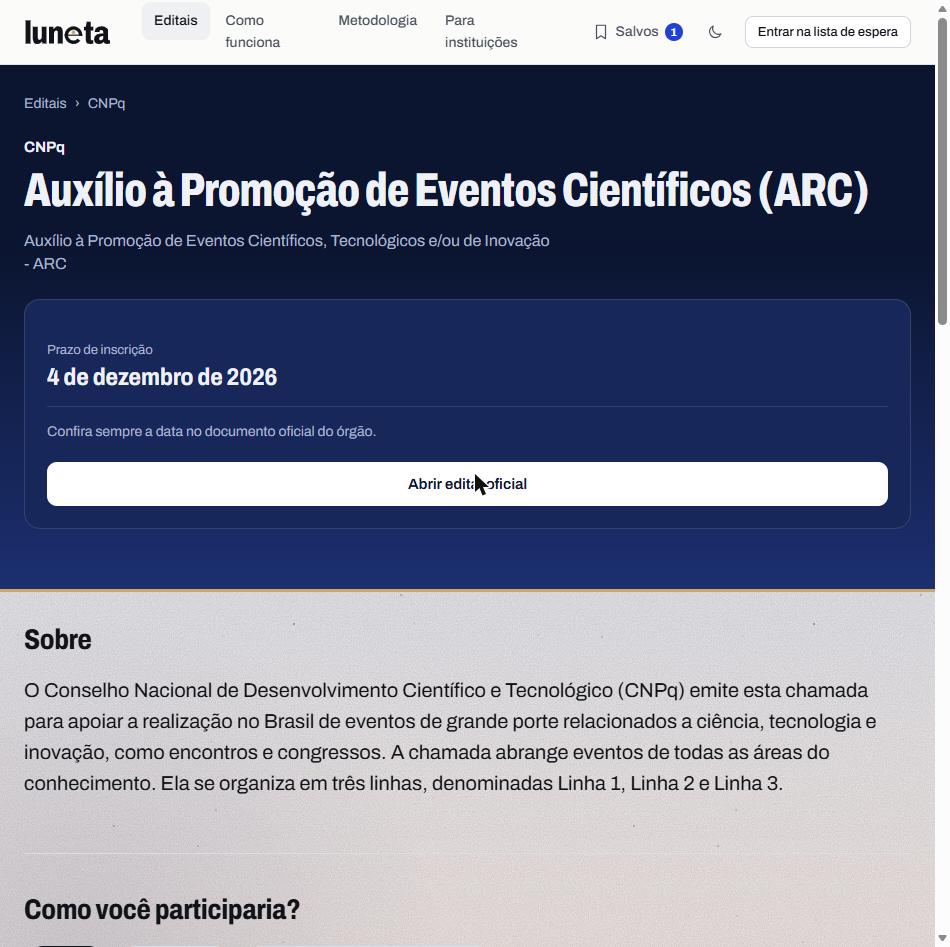 luneta
Editais
Como
funciona
Metodologia
Para
instituições
Salvos 1
Entrar na lista de espera
Editais › CNPq
CNPq
Auxílio à Promoção de Eventos Científicos (ARC)
Auxílio à Promoção de Eventos Científicos, Tecnológicos e/ou de Inovação
- ARC
Prazo de inscrição
4 de dezembro de 2026
Confira sempre a data no documento oficial do órgão.
Abrir edital oficial
Sobre
O Conselho Nacional de Desenvolvimento Científico e Tecnológico (CNPq) emite esta chamada
para apoiar a realização no Brasil de eventos de grande porte relacionados a ciência, tecnologia e
inovação, como encontros e congressos. A chamada abrange eventos de todas as áreas do
conhecimento. Ela se organiza em três linhas, denominadas Linha 1, Linha 2 e Linha 3.
Como você participaria?